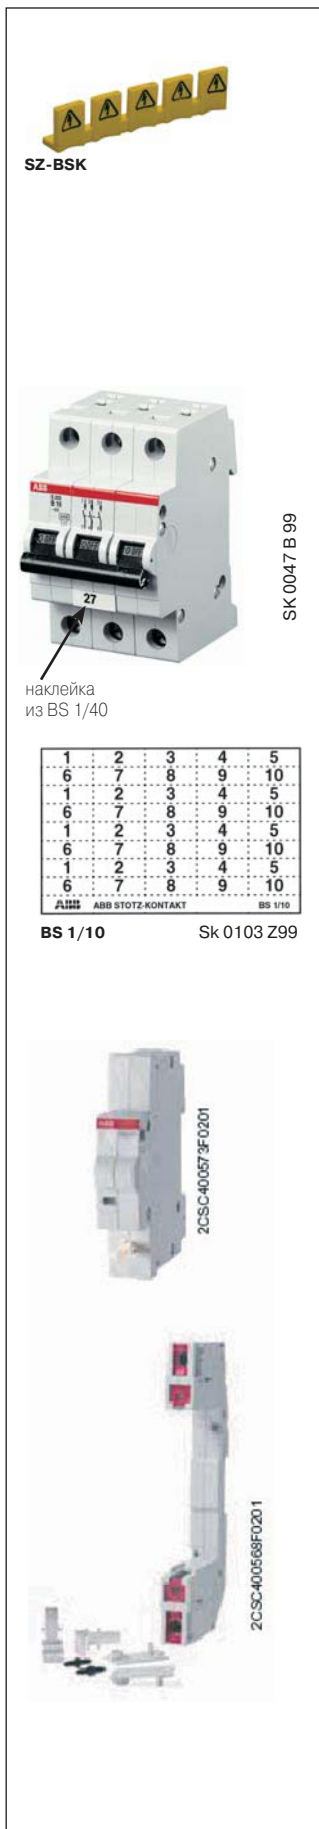 SZ-BSK
ABB
B 16
27
SK 0047 B 99
наклейка
из BS 1/40
1 2 3 4 5
6 7 8 9 10
1 2 3 4 5
6 7 8 9 10
1 2 3 4 5
6 7 8 9 10
1 2 3 4 5
6 7 8 9 10
ABB ABB STOTZ-KONTAKT BS 1/10
BS 1/10 Sk 0103 Z99
ABB
2CSC400573F0201
2CSC400568F0201